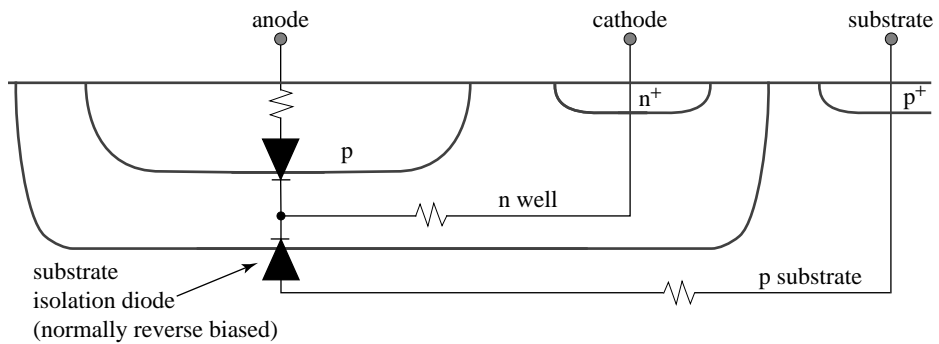 anode
cathode
substrate
n+
p+
p
n well
substrate
isolation diode
(normally reverse biased)
p substrate